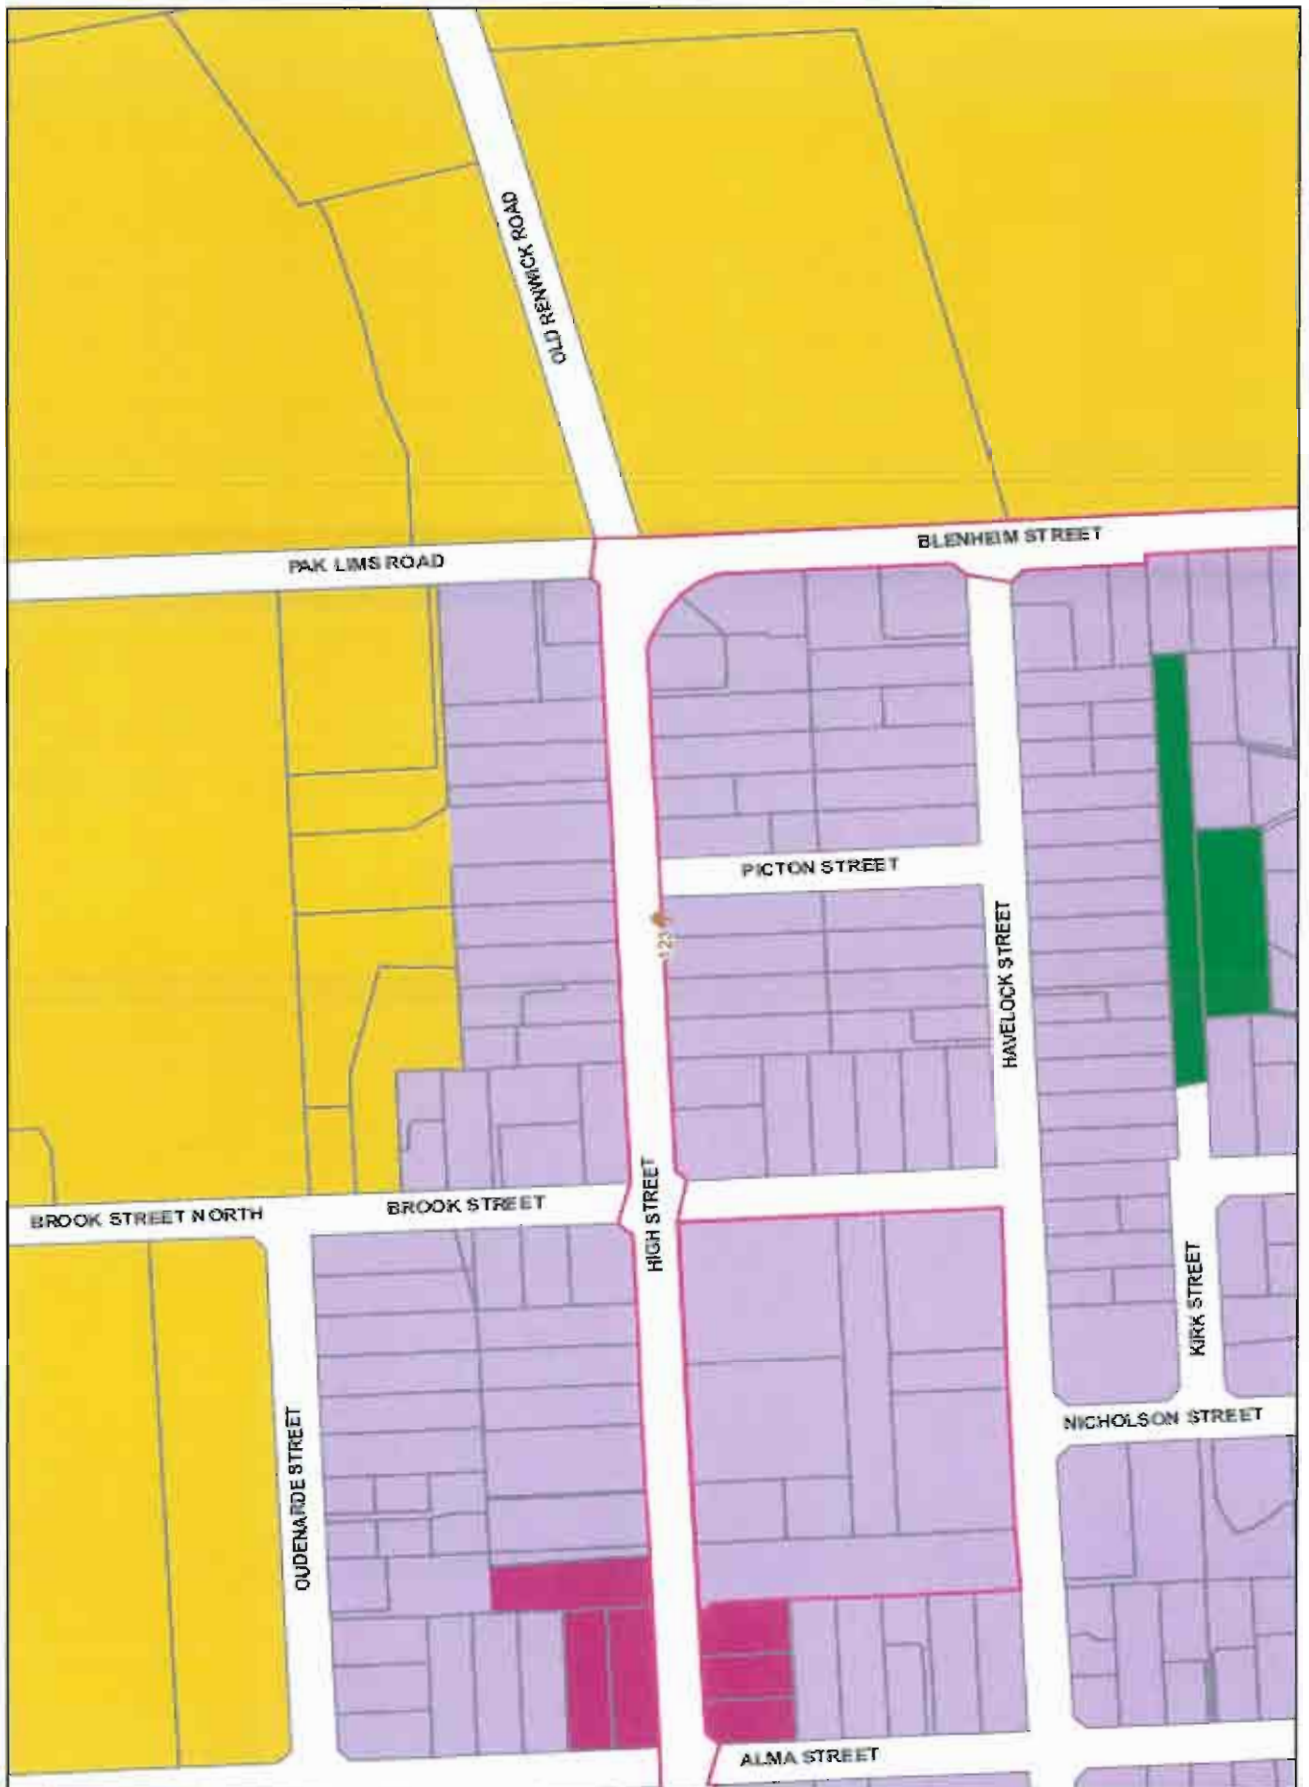 OLD RENWICK ROAD
BLENHEIM STREET
PAK LIMS ROAD
PICTON STREET
123
HAVELOCK STREET
BROOK STREET NORTH
BROOK STREET
HIGH STREET
KIRK STREET
NICHOLSON STREET
OUDENARDE STREET
ALMA STREET